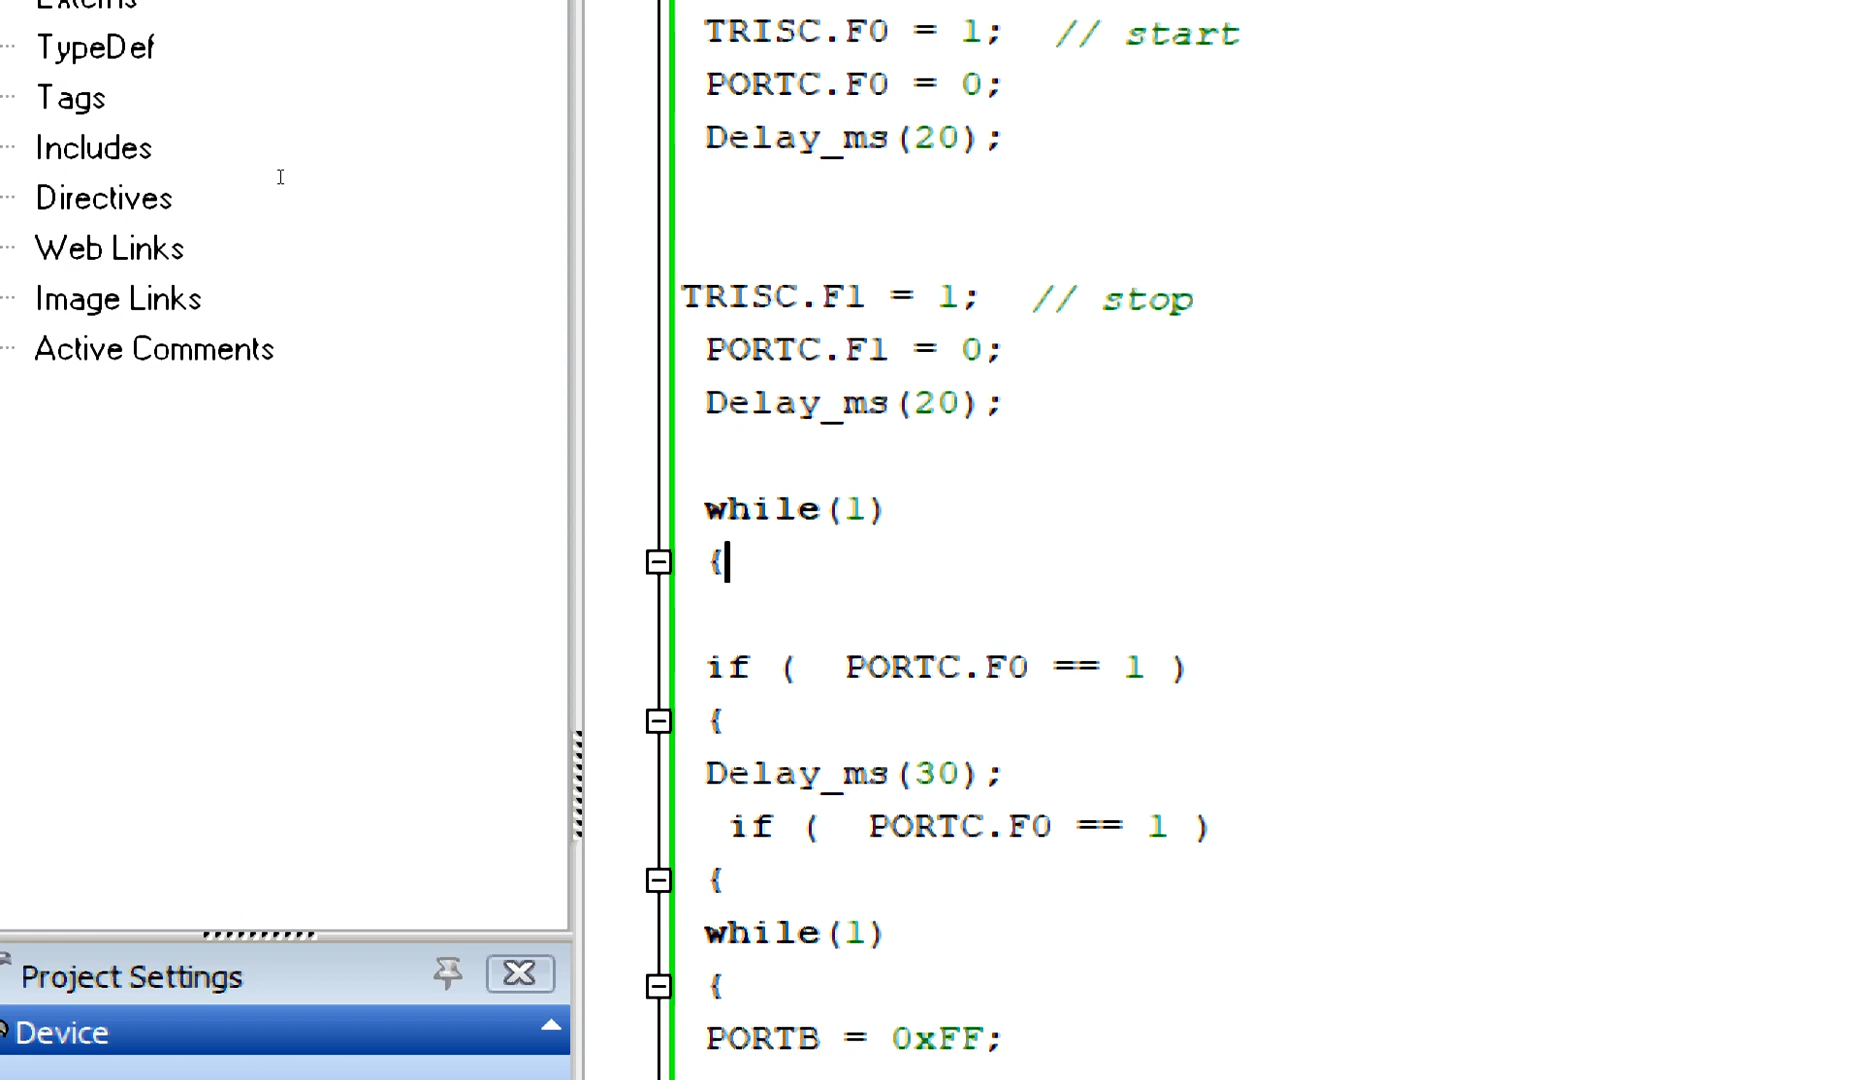 TypeDef
Tags
Includes
Directives
Web Links
Image Links
Active Comments
Project Settings
Device
TRISC.F0 = 1; // start
PORTC.F0 = 0;
Delay_ms(20);
TRISC.F1 = 1; // stop
PORTC.F1 = 0;
Delay_ms(20);
while(1)
{
if ( PORTC.F0 == 1 )
{
Delay_ms(30);
if ( PORTC.F0 == 1 )
{
while(1)
{
PORTB = 0xFF;